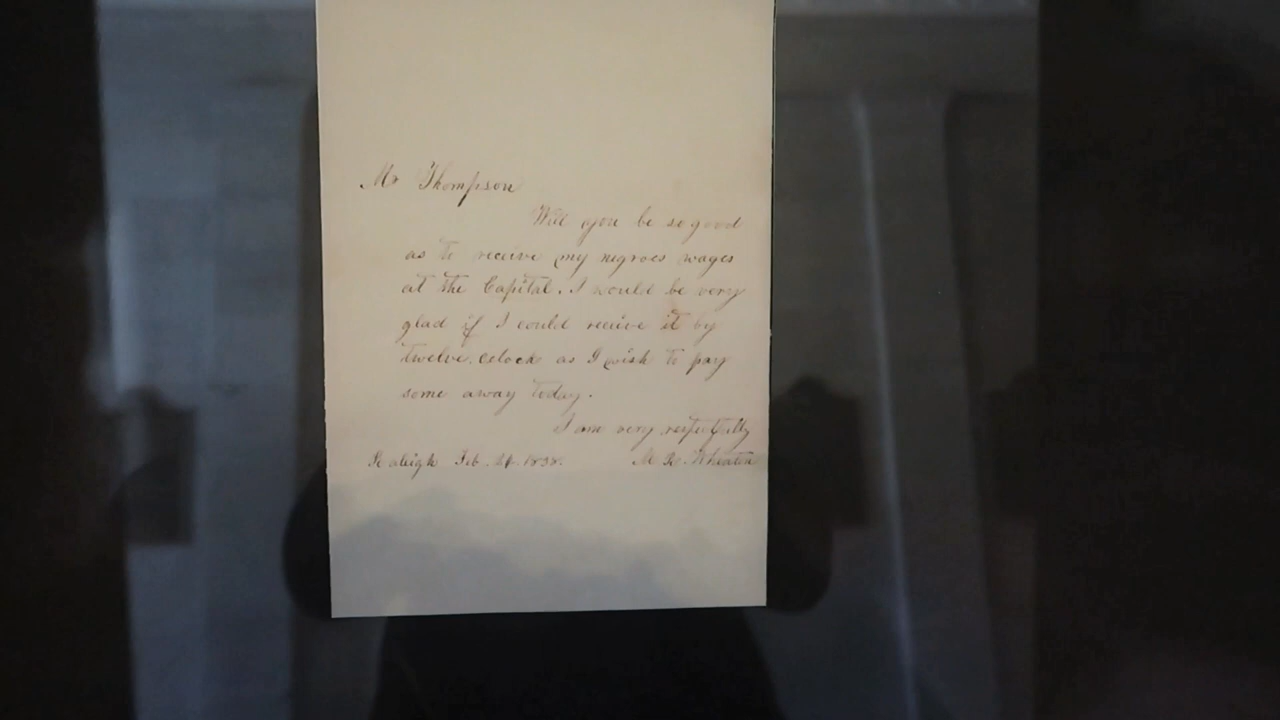 Mr Thompson
Will you be so good
as to receive my negroes wages
at the Capital. I would be very
glad if I could receive it by
twelve oclock as I wish to pay
some away today.
I am very respectfully
Raleigh Feb. 1838. M R. Wheaton